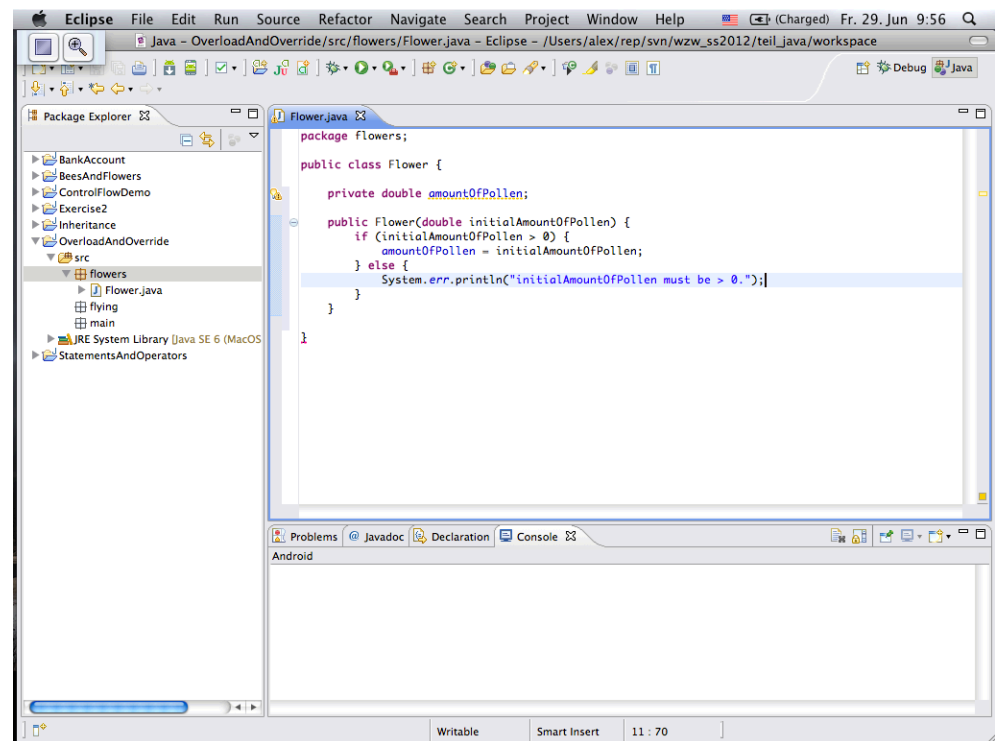 Eclipse File Edit Run Source Refactor Navigate Search Project Window Help (Charged) Fr. 29. Jun 9:56
Java – OverloadAndOverride/src/flowers/Flower.java – Eclipse – /Users/alex/rep/svn/wzw_ss2012/teil_java/workspace
Debug Java
Package Explorer
BankAccount
BeesAndFlowers
ControlFlowDemo
Exercise2
Inheritance
OverloadAndOverride
src
flowers
Flower.java
flying
main
JRE System Library [Java SE 6 (MacOS
StatementsAndOperators
Flower.java
package flowers;
public class Flower {
private double amountOfPollen;
public Flower(double initialAmountOfPollen) {
if (initialAmountOfPollen > 0) {
amountOfPollen = initialAmountOfPollen;
} else {
System.err.println("initialAmountOfPollen must be > 0.");
}
}
}
Problems @ Javadoc Declaration Console
Android
Writable Smart Insert 11 : 70